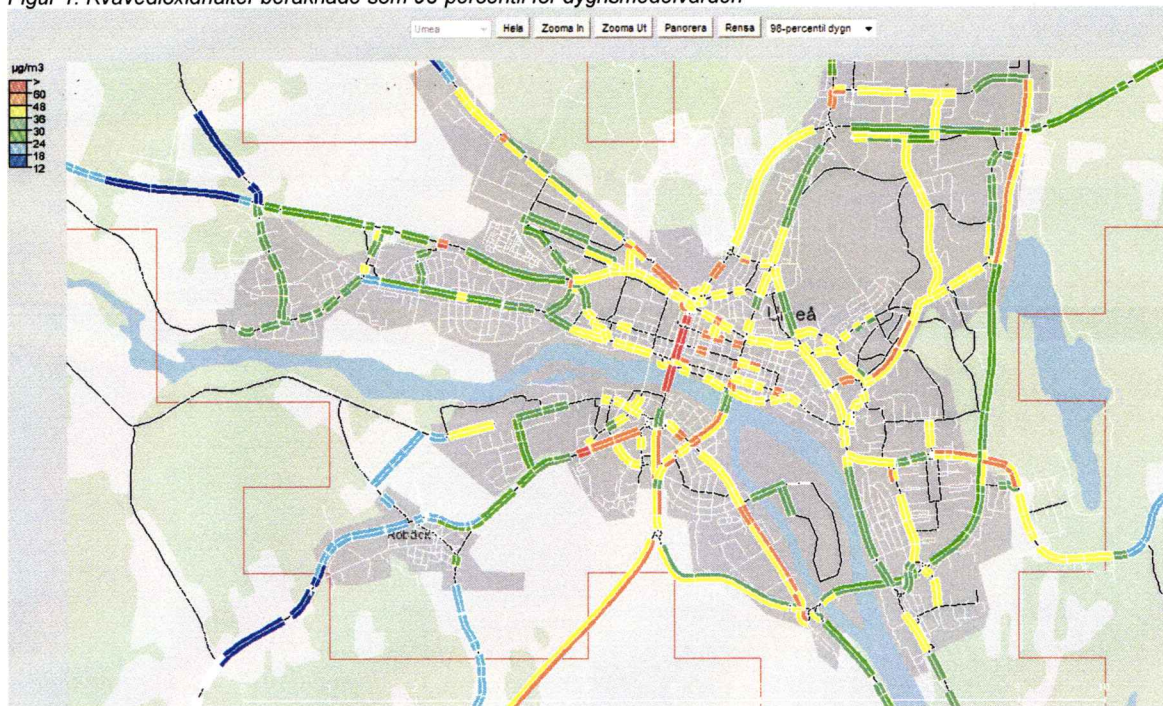 Figur 1. Kvävedioxidhalter beräknade som 98-percentil för dygnsmedelvärden
Umea Hela Zooma In Zooma Ut Panorera Rensa 98-percentil dygn
µg/m3
>
60
48
36
30
24
18
12
Umeå
Röbäck